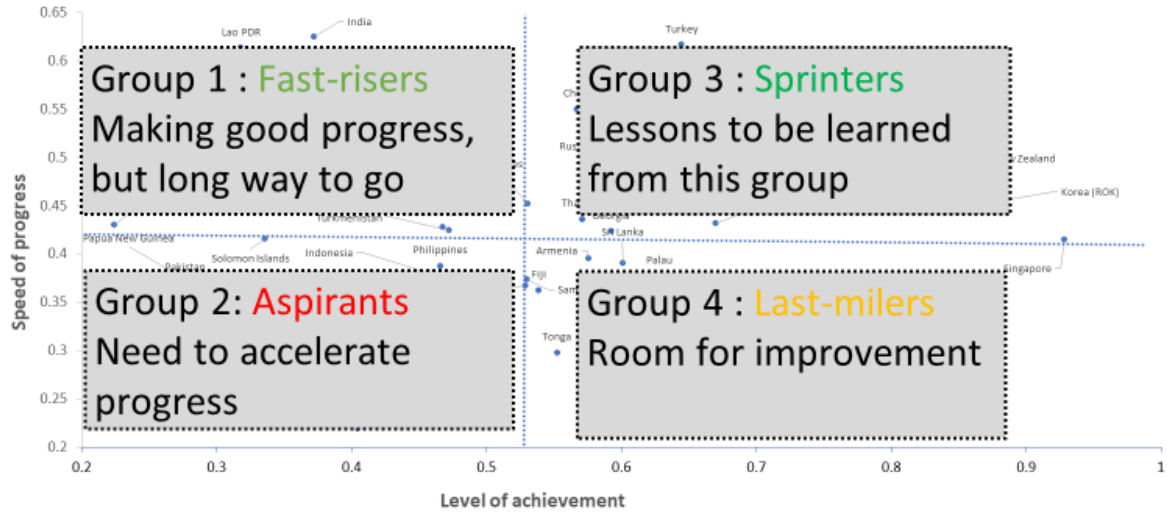 0.65
0.6
0.55
0.5
0.45
0.4
0.35
0.3
0.25
0.2
Speed of progress
Lao PDR
India
Turkey
Group 1 : Fast-risers
Making good progress,
but long way to go
Group 3 : Sprinters
Lessons to be learned
from this group
Zealand
Korea (ROK)
Turkmenistan
Georgia
Sri Lanka
Papua New Guinea
Solomon Islands
Indonesia
Philippines
Armenia
Palau
Pakistan
Fiji
Singapore
Group 2: Aspirants
Need to accelerate
progress
Tonga
Group 4 : Last-milers
Room for improvement
0.2 0.3 0.4 0.5 0.6 0.7 0.8 0.9 1
Level of achievement